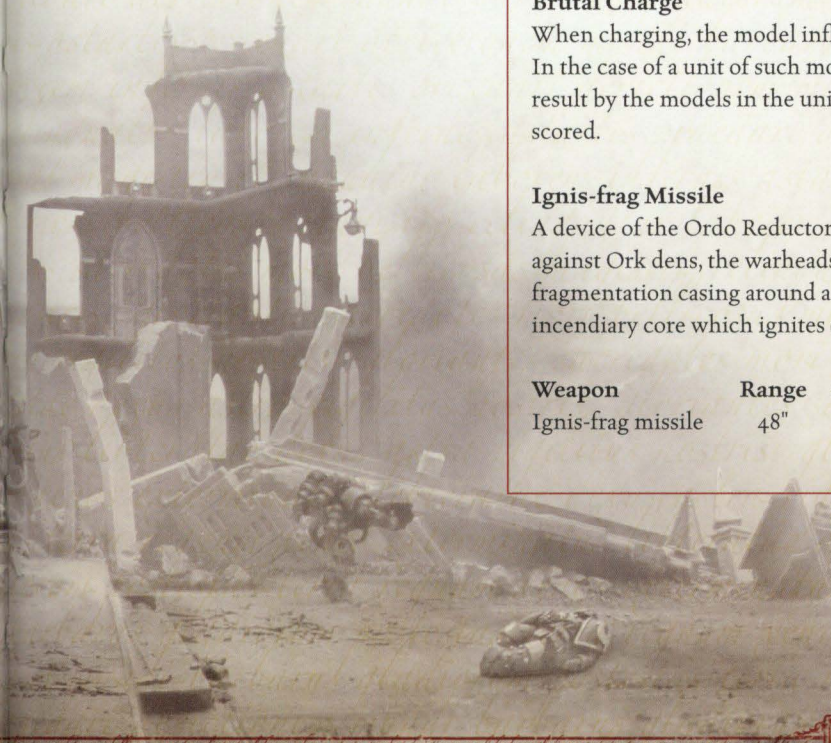 Brutal Charge
When charging, the model infl
In the case of a unit of such mo
result by the models in the uni
scored.
Ignis-frag Missile
A device of the Ordo Reductor
against Ork dens, the warheads
fragmentation casing around a
incendiary core which ignites
Weapon Range
Ignis-frag missile 48"